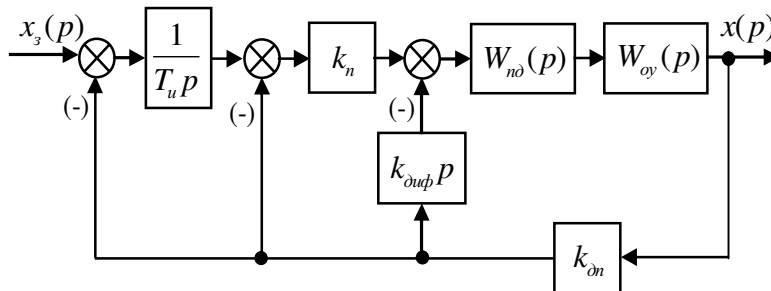 x_з(p)
x(p)
1
T_и p
k_п
W_пд(p)
W_оу(p)
(-)
(-)
(-)
k_диф p
k_дп